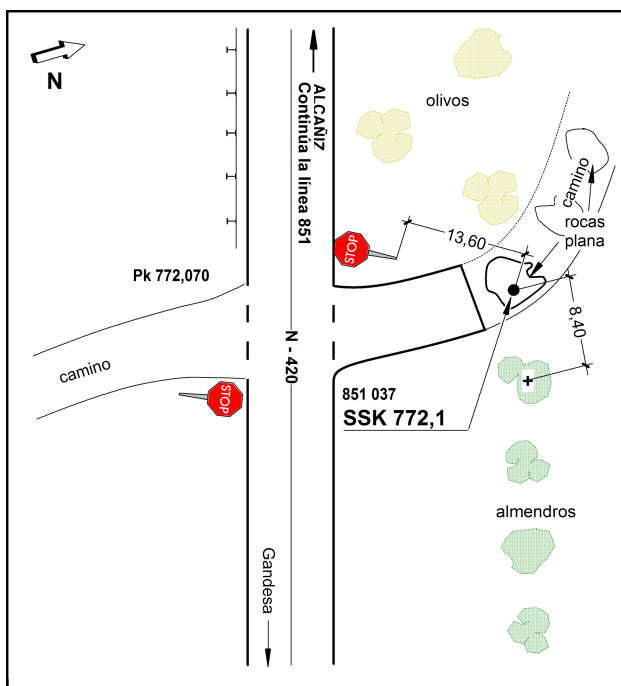 N
ALCAÑIZ
Continúa la línea 851
olivos
camino
rocas
plana
STOP
13,60
8,40
Pk 772,070
N - 420
camino
STOP
851 037
SSK 772,1
almendros
Gandesa